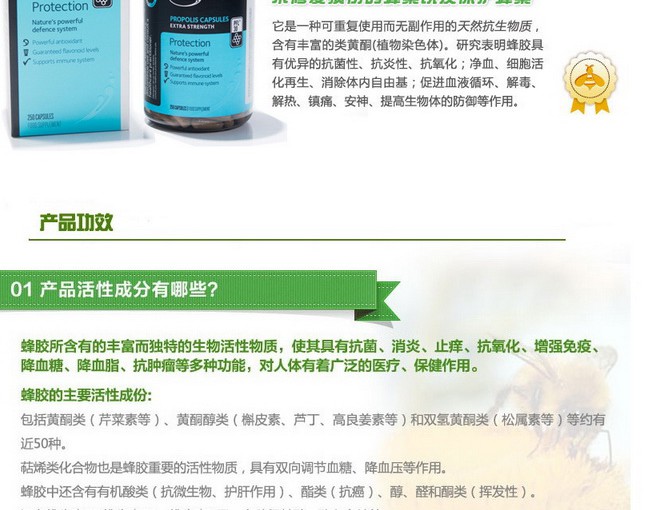 Protection
Nature's powerful
defence system
Powerful antioxidant
Guaranteed flavonoid levels
Supports immune system
250 CAPSULES
PROPOLIS CAPSULES
EXTRA STRENGTH
Protection
Nature's powerful
defence system
Powerful antioxidant
Guaranteed flavonoid levels
Supports immune system
它是一种可重复使用而无副作用的天然抗生物质，
含有丰富的类黄酮(植物染色体)。研究表明蜂胶具
有优异的抗菌性、抗炎性、抗氧化；净血、细胞活
化再生、消除体内自由基；促进血液循环、解毒、
解热、镇痛、安神、提高生物体的防御等作用。
产品功效
01 产品活性成分有哪些?
蜂胶所含有的丰富而独特的生物活性物质，使其具有抗菌、消炎、止痒、抗氧化、增强免疫、
降血糖、降血脂、抗肿瘤等多种功能，对人体有着广泛的医疗、保健作用。
蜂胶的主要活性成份:
包括黄酮类（芹菜素等）、黄酮醇类（槲皮素、芦丁、高良姜素等）和双氢黄酮类（松属素等）等约有
近50种。
萜烯类化合物也是蜂胶重要的活性物质，具有双向调节血糖、降血压等作用。
蜂胶中还含有有机酸类（抗微生物、护肝作用）、酯类（抗癌）、醇、醛和酮类（挥发性）。